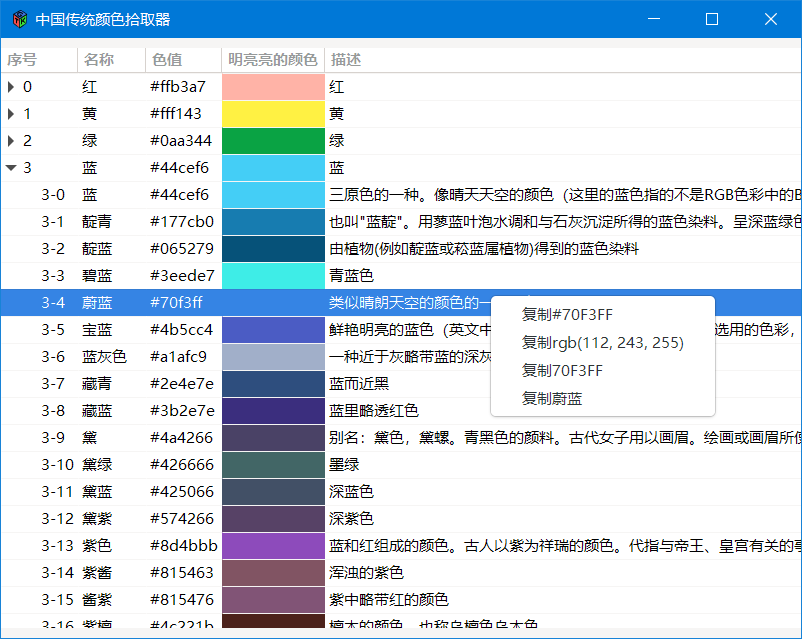 中国传统颜色拾取器
序号 名称 色值 明亮亮的颜色 描述
0 红 #ffb3a7 红
1 黄 #fff143 黄
2 绿 #0aa344 绿
3 蓝 #44cef6 蓝
3-0 蓝 #44cef6 三原色的一种。像晴天天空的颜色（这里的蓝色指的不是RGB色彩中的B
3-1 靛青 #177cb0 也叫"蓝靛"。用蓼蓝叶泡水调和与石灰沉淀所得的蓝色染料。呈深蓝绿色
3-2 靛蓝 #065279 由植物(例如靛蓝或菘蓝属植物)得到的蓝色染料
3-3 碧蓝 #3eede7 青蓝色
3-4 蔚蓝 #70f3ff 类似晴朗天空的颜色的一
3-5 宝蓝 #4b5cc4 鲜艳明亮的蓝色（英文中 选用的色彩，
3-6 蓝灰色 #a1afc9 一种近于灰略带蓝的深灰
3-7 藏青 #2e4e7e 蓝而近黑
3-8 藏蓝 #3b2e7e 蓝里略透红色
3-9 黛 #4a4266 别名：黛色，黛螺。青黑色的颜料。古代女子用以画眉。绘画或画眉所使
3-10 黛绿 #426666 墨绿
3-11 黛蓝 #425066 深蓝色
3-12 黛紫 #574266 深紫色
3-13 紫色 #8d4bbb 蓝和红组成的颜色。古人以紫为祥瑞的颜色。代指与帝王、皇宫有关的事
3-14 紫酱 #815463 浑浊的紫色
3-15 酱紫 #815476 紫中略带红的颜色
3-16 紫檀 #4c221b 檀木的颜色，也称乌檀色乌木色
复制#70F3FF
复制rgb(112, 243, 255)
复制70F3FF
复制蔚蓝